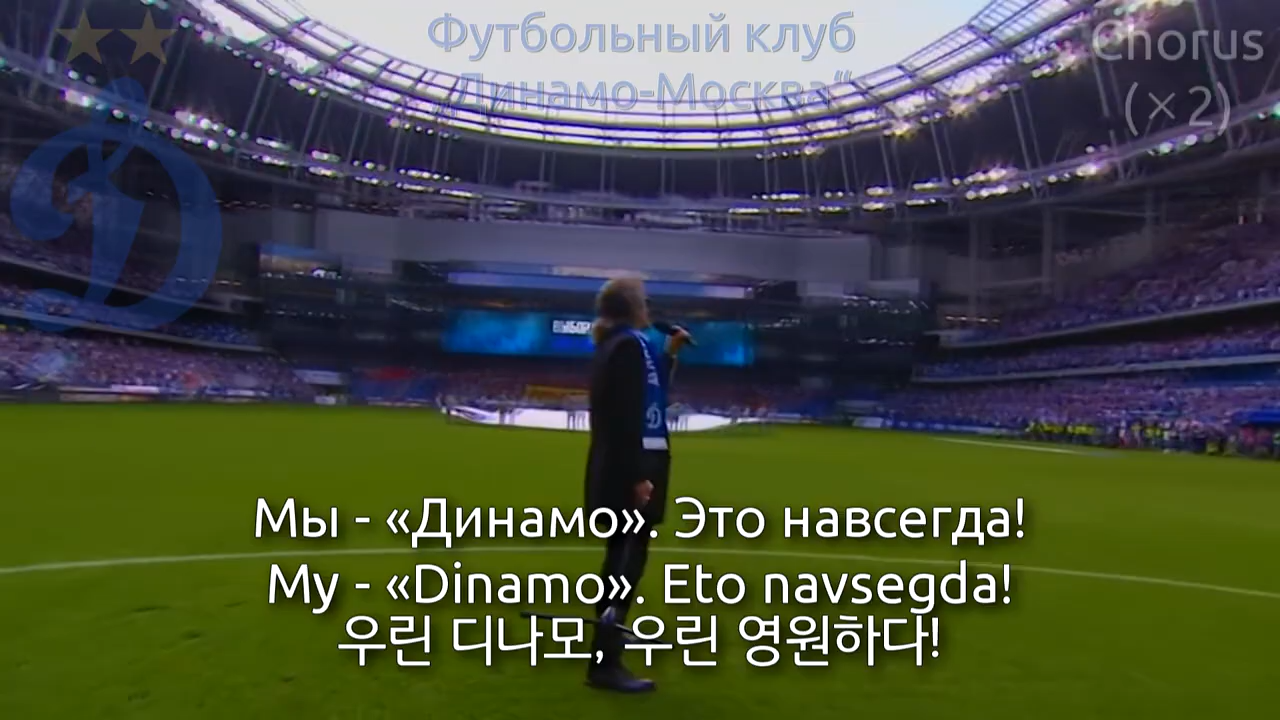 Футбольный клуб
„Динамо-Москва“
Chorus
(×2)
Мы - «Динамо». Это навсегда!
My - «Dinamo». Eto navsegda!
우린 디나모, 우린 영원하다!